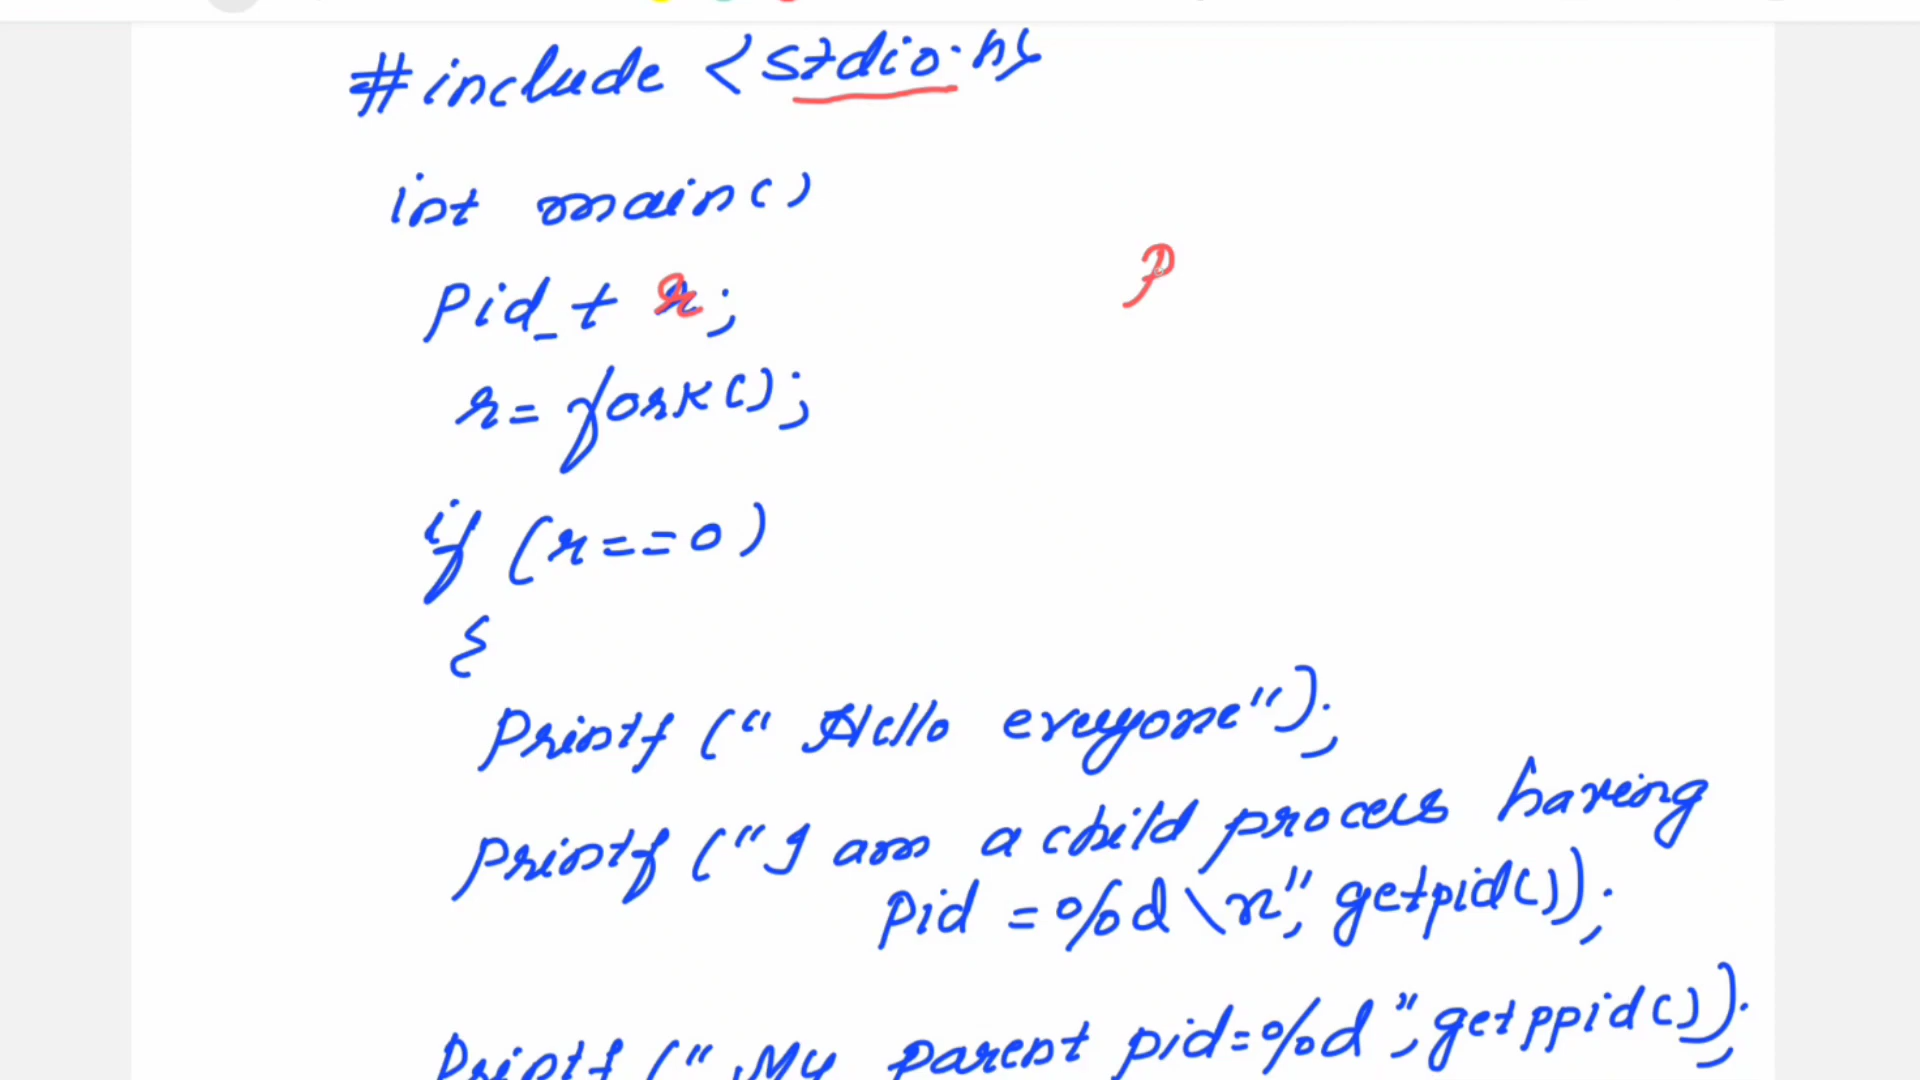 #include <stdio.h>
int main()
pid_t r;
p
r=fork();
if (r==0)
{
printf (" Hello everyone");
printf ("I am a child process having
pid =%d\n", getpid());
printf (" My parent pid=%d", getppid());